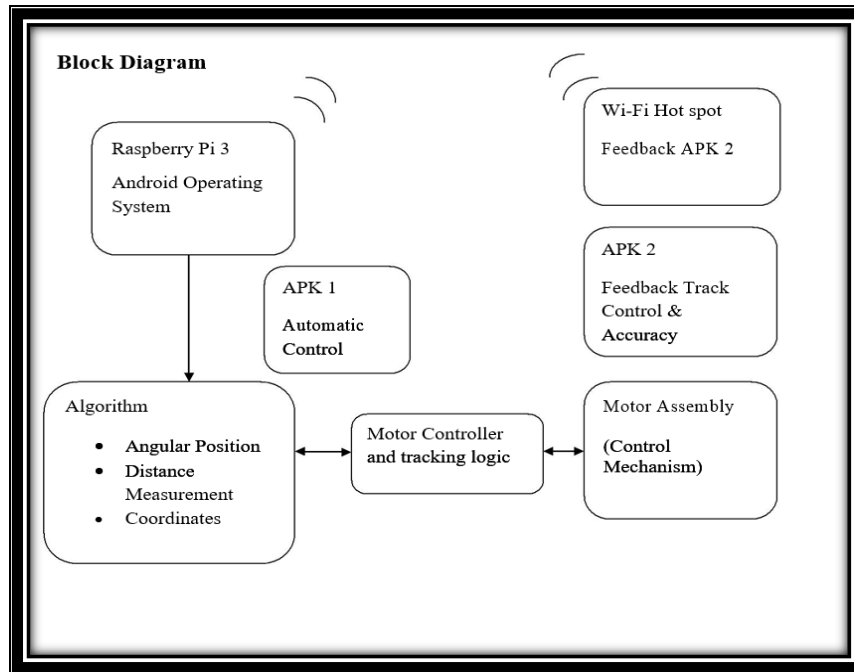 Block Diagram
Raspberry Pi 3
Android Operating
System
Wi-Fi Hot spot
Feedback APK 2
APK 1
Automatic
Control
APK 2
Feedback Track
Control &
Accuracy
Algorithm
• Angular Position
• Distance
Measurement
• Coordinates
Motor Controller
and tracking logic
Motor Assembly
(Control
Mechanism)